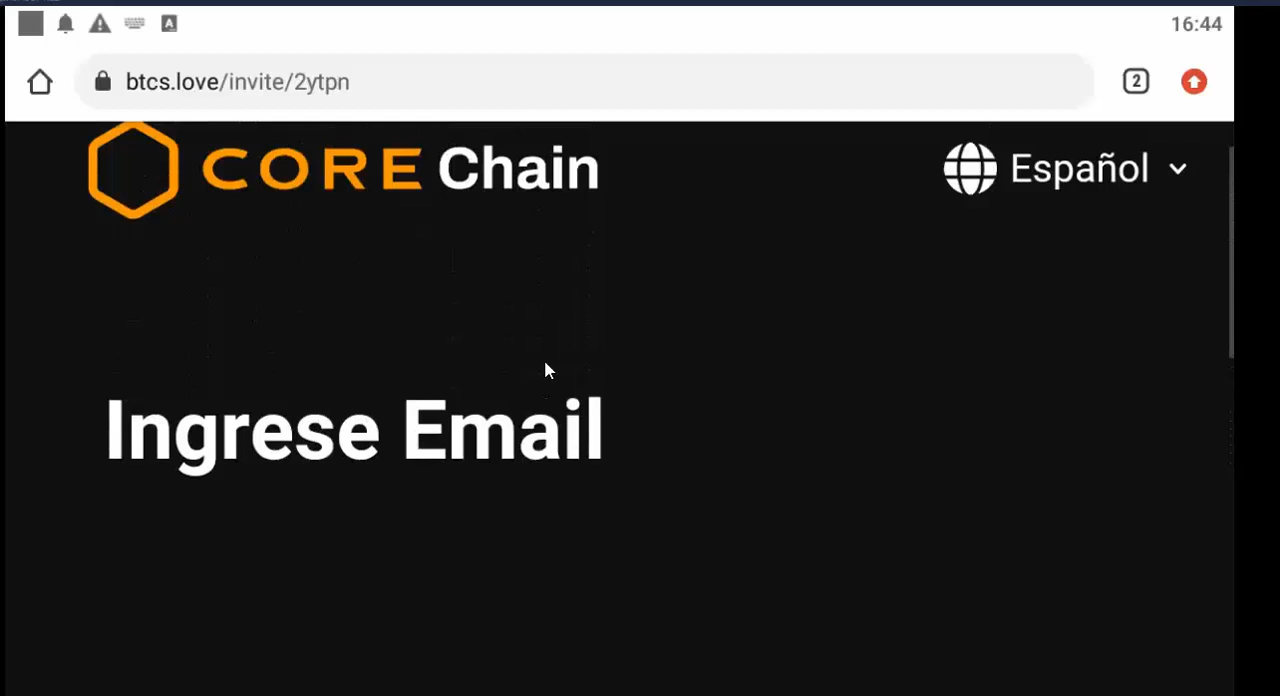 16:44
btcs.love/invite/2ytpn
2
CORE Chain
Español
Ingrese Email